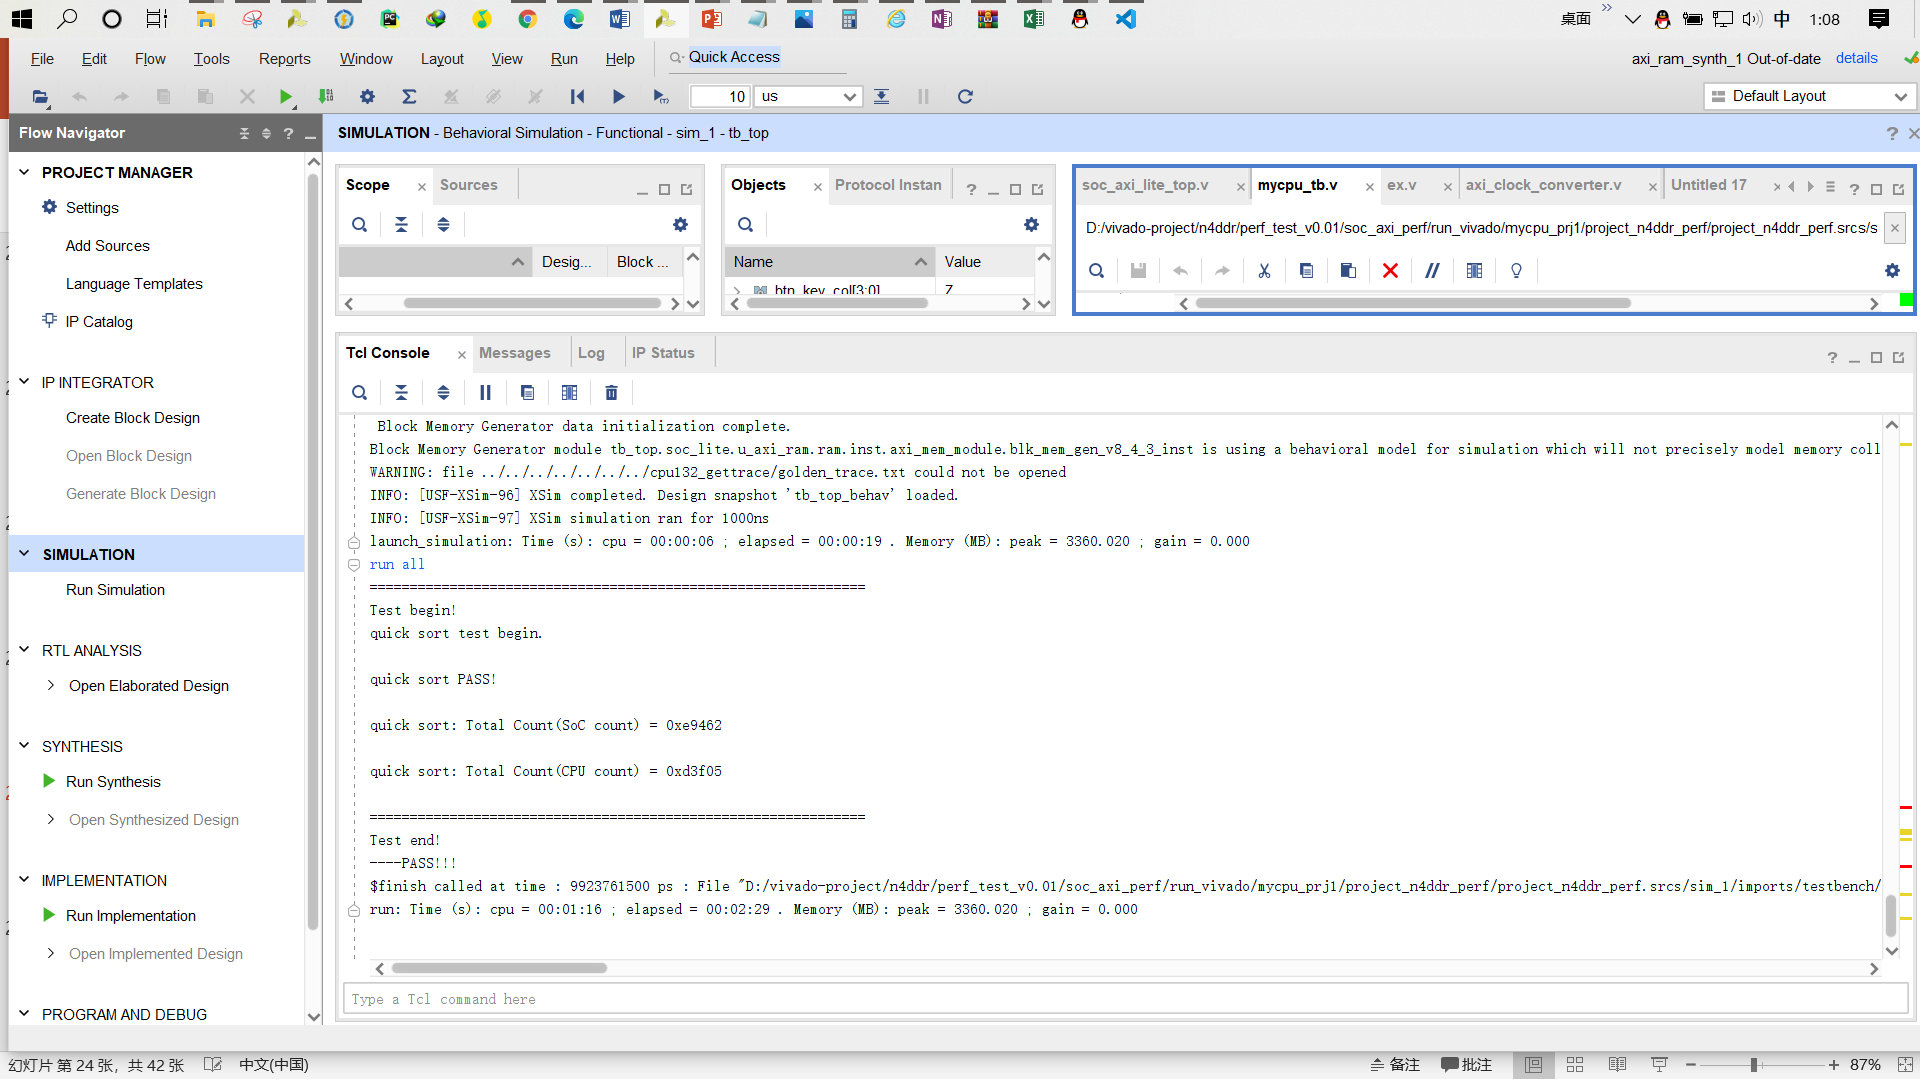 桌面
中
1:08
File Edit Flow Tools Reports Window Layout View Run Help Quick Access
axi_ram_synth_1 Out-of-date details
10 us
Default Layout
Flow Navigator
SIMULATION - Behavioral Simulation - Functional - sim_1 - tb_top
PROJECT MANAGER
Settings
Add Sources
Language Templates
IP Catalog
IP INTEGRATOR
Create Block Design
Open Block Design
Generate Block Design
SIMULATION
Run Simulation
RTL ANALYSIS
Open Elaborated Design
SYNTHESIS
Run Synthesis
Open Synthesized Design
IMPLEMENTATION
Run Implementation
Open Implemented Design
PROGRAM AND DEBUG
Scope Sources
Desig... Block ...
Objects Protocol Instan
Name Value
btn_key_col[3:0] Z
soc_axi_lite_top.v mycpu_tb.v ex.v axi_clock_converter.v Untitled 17
D:/vivado-project/n4ddr/perf_test_v0.01/soc_axi_perf/run_vivado/mycpu_prj1/project_n4ddr_perf/project_n4ddr_perf.srcs/s
Tcl Console Messages Log IP Status
Block Memory Generator data initialization complete.
Block Memory Generator module tb_top.soc_lite.u_axi_ram.ram.inst.axi_mem_module.blk_mem_gen_v8_4_3_inst is using a behavioral model for simulation which will not precisely model memory coll
WARNING: file ../../../../../../../cpu132_gettrace/golden_trace.txt could not be opened
INFO: [USF-XSim-96] XSim completed. Design snapshot 'tb_top_behav' loaded.
INFO: [USF-XSim-97] XSim simulation ran for 1000ns
launch_simulation: Time (s): cpu = 00:00:06 ; elapsed = 00:00:19 . Memory (MB): peak = 3360.020 ; gain = 0.000
run all
==============================================================
Test begin!
quick sort test begin.
quick sort PASS!
quick sort: Total Count(SoC count) = 0xe9462
quick sort: Total Count(CPU count) = 0xd3f05
==============================================================
Test end!
----PASS!!!
$finish called at time : 9923761500 ps : File "D:/vivado-project/n4ddr/perf_test_v0.01/soc_axi_perf/run_vivado/mycpu_prj1/project_n4ddr_perf/project_n4ddr_perf.srcs/sim_1/imports/testbench/
run: Time (s): cpu = 00:01:16 ; elapsed = 00:02:29 . Memory (MB): peak = 3360.020 ; gain = 0.000
Type a Tcl command here
幻灯片 第 24 张，共 42 张 中文(中国) 备注 批注 87%